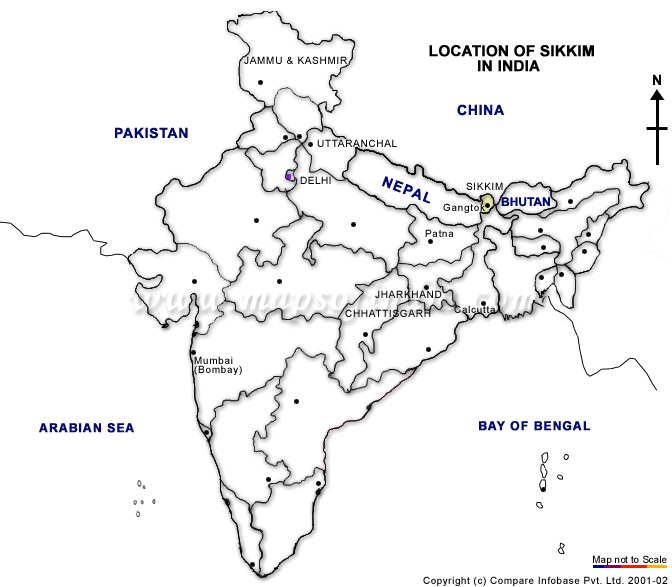 LOCATION OF SIKKIM
IN INDIA
JAMMU & KASHMIR
N
CHINA
PAKISTAN
UTTARANCHAL
DELHI
NEPAL
SIKKIM
Gangto
BHUTAN
Patna
JHARKHAND
CHHATTISGARH
Calcutta
Mumbai
(Bombay)
ARABIAN SEA
BAY OF BENGAL
Map not to Scale
Copyright (c) Compare Infobase Pvt. Ltd. 2001-02